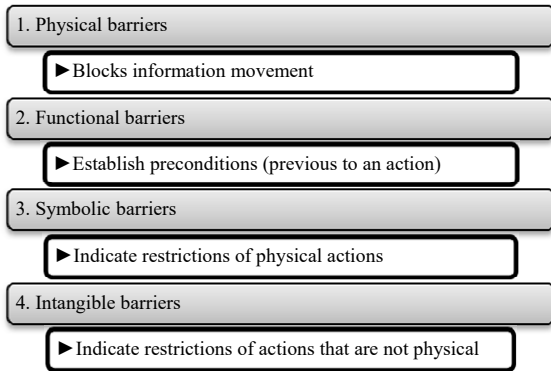 1. Physical barriers
►Blocks information movement
2. Functional barriers
►Establish preconditions (previous to an action)
3. Symbolic barriers
►Indicate restrictions of physical actions
4. Intangible barriers
►Indicate restrictions of actions that are not physical